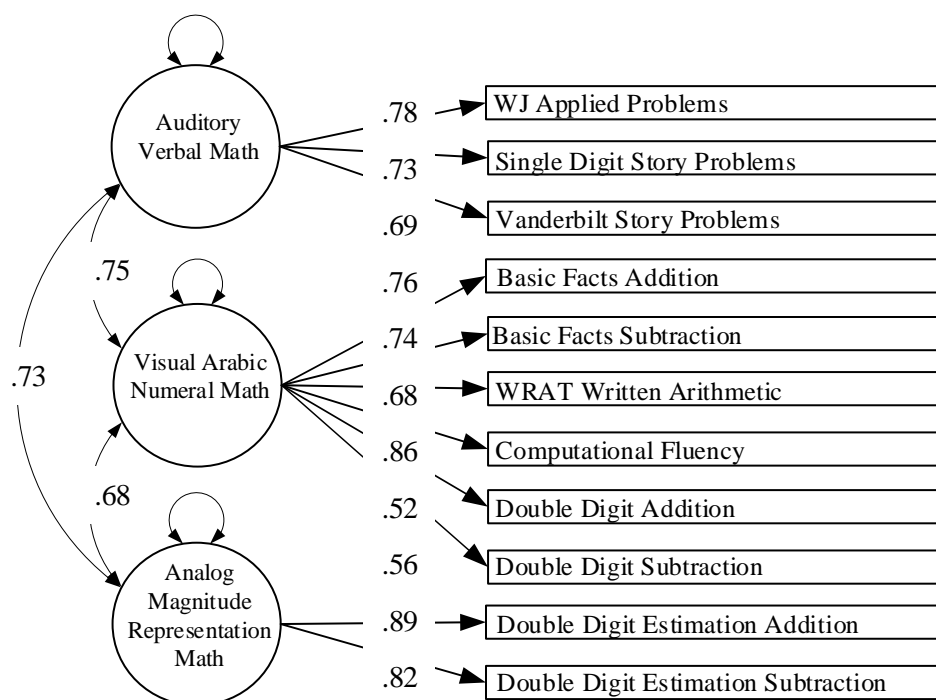 Auditory
Verbal Math
.78
WJ Applied Problems
.73
Single Digit Story Problems
.69
Vanderbilt Story Problems
.75
.76
Basic Facts Addition
.74
Basic Facts Subtraction
Visual Arabic
Numeral Math
.73
.68
WRAT Written Arithmetic
.86
Computational Fluency
.68
.52
Double Digit Addition
.56
Double Digit Subtraction
Analog
Magnitude
Representation
Math
.89
Double Digit Estimation Addition
.82
Double Digit Estimation Subtraction